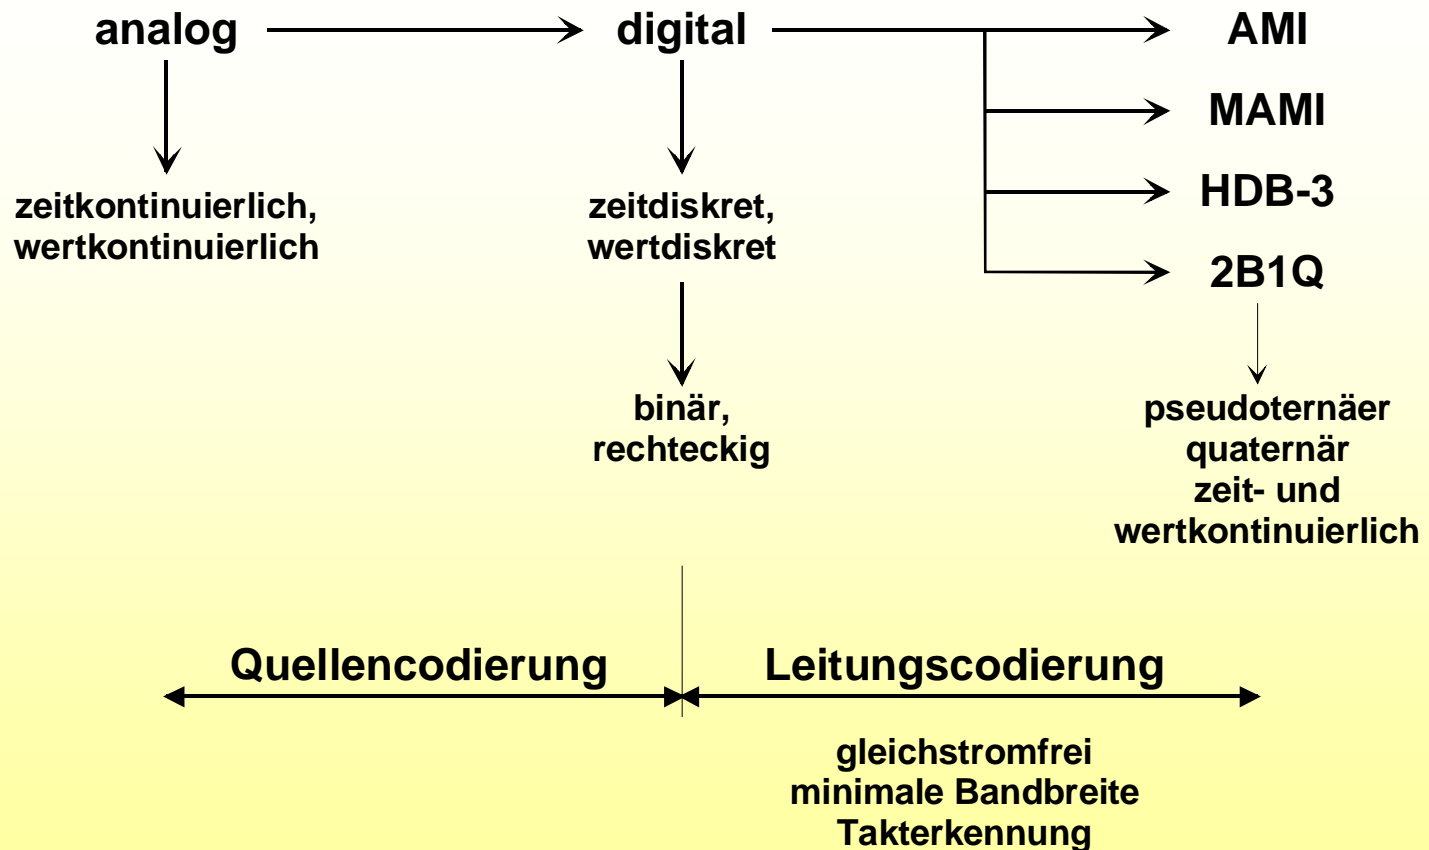 analog
digital
AMI
MAMI
HDB-3
2B1Q
zeitkontinuierlich,
wertkontinuierlich
zeitdiskret,
wertdiskret
binär,
rechteckig
pseudoternäer
quaternär
zeit- und
wertkontinuierlich
Quellencodierung
Leitungscodierung
gleichstromfrei
minimale Bandbreite
Takterkennung